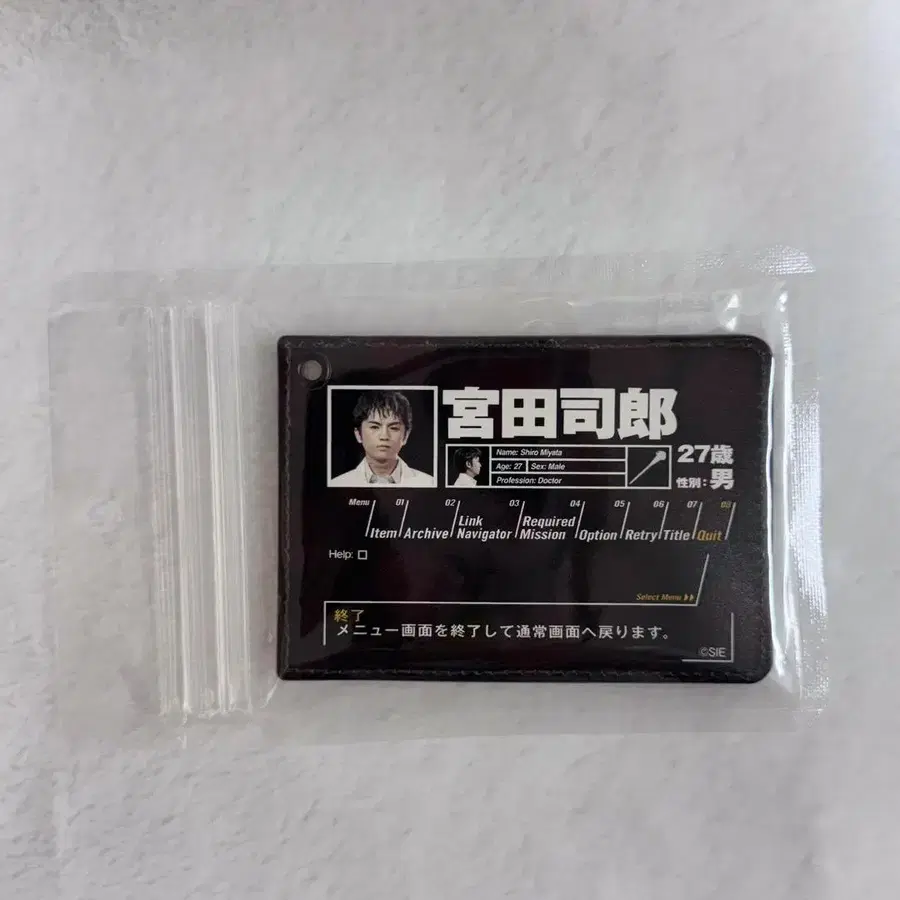 宮田司郎
Name: Shiro Miyata
Age: 27 Sex: Male
Profession: Doctor
27歳
性別:男
Menu 01 02 03 04 05 06 07 08
Item Archive Link Navigator Required Mission Option Retry Title Quit
Help: □
Select Menu ▶▶
終了
メニュー画面を終了して通常画面へ戻ります。
©SIE